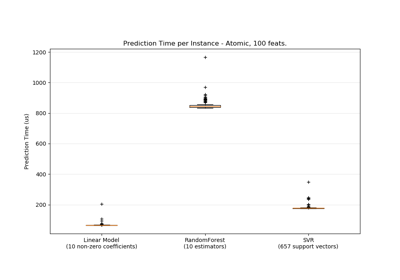 Prediction Time per Instance - Atomic, 100 feats.
1200
1000
800
600
400
200
Prediction Time (us)
Linear Model
(10 non-zero coefficients)
RandomForest
(10 estimators)
SVR
(657 support vectors)